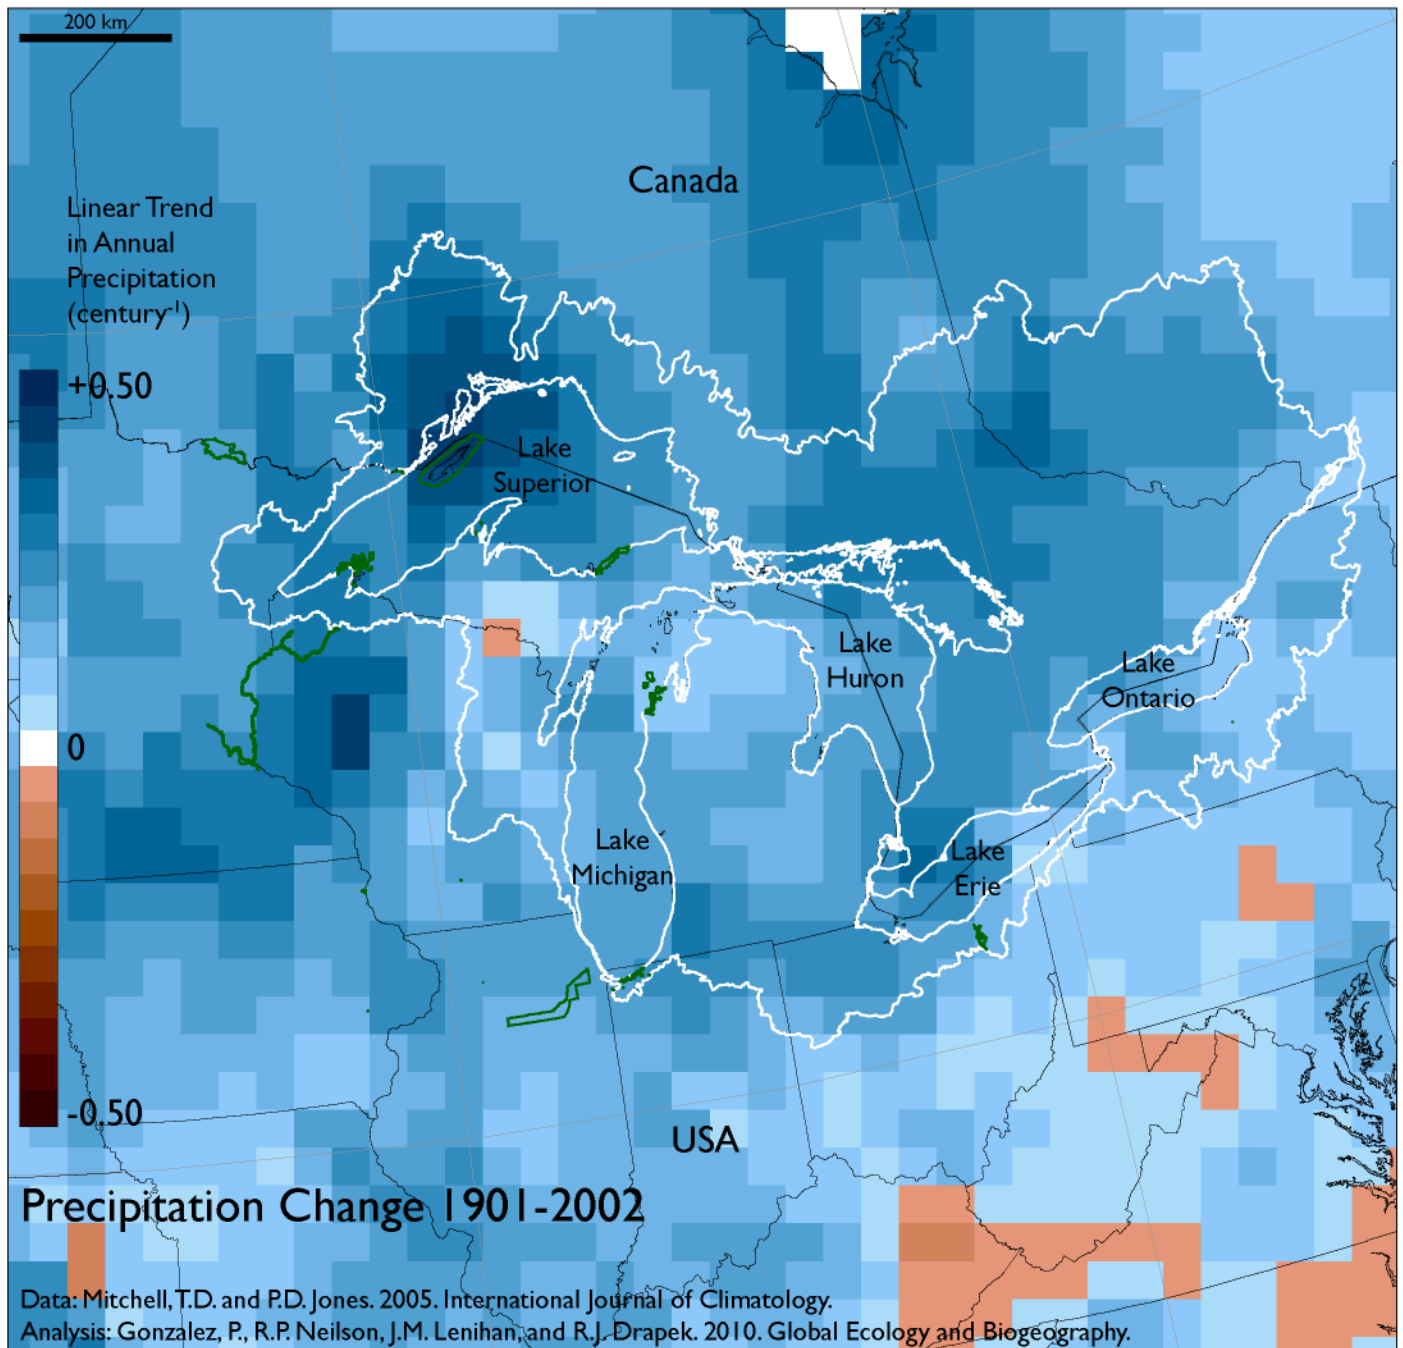 200 km
Canada
Linear Trend
in Annual
Precipitation
(century⁻¹)
+0.50
Lake
Superior
Lake
Huron
Lake
Ontario
0
Lake
Michigan
Lake
Erie
-0.50
USA
Precipitation Change 1901-2002
Data: Mitchell, T.D. and P.D. Jones. 2005. International Journal of Climatology.
Analysis: Gonzalez, P., R.P. Neilson, J.M. Lenihan, and R.J. Drapek. 2010. Global Ecology and Biogeography.